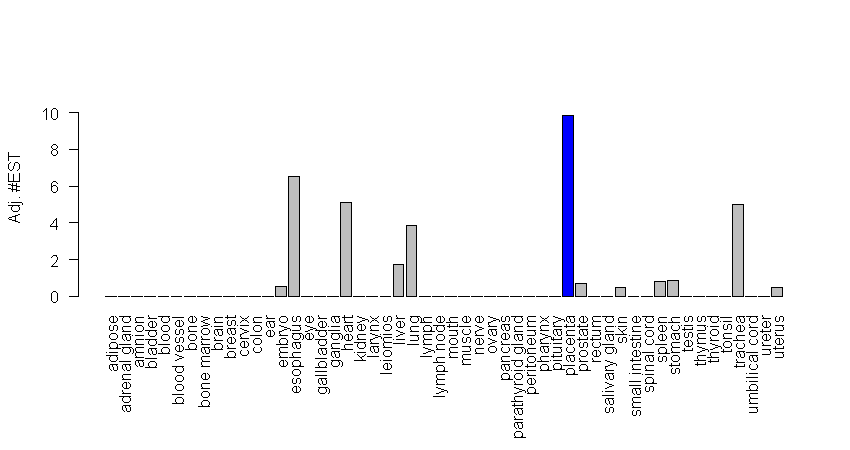 Adj. #EST
10
8
6
4
2
0
adipose
adrenal gland
amnion
bladder
blood
blood vessel
bone
bone marrow
brain
breast
cervix
colon
ear
embryo
esophagus
eye
gallbladder
ganglia
heart
kidney
larynx
leiomios
liver
lung
lymph
lymph node
mouth
muscle
nerve
ovary
pancreas
parathyroid gland
peritoneum
pharynx
pituitary
placenta
prostate
rectum
salivary gland
skin
small intestine
spinal cord
spleen
stomach
testis
thymus
thyroid
tonsil
trachea
umbilical cord
ureter
uterus